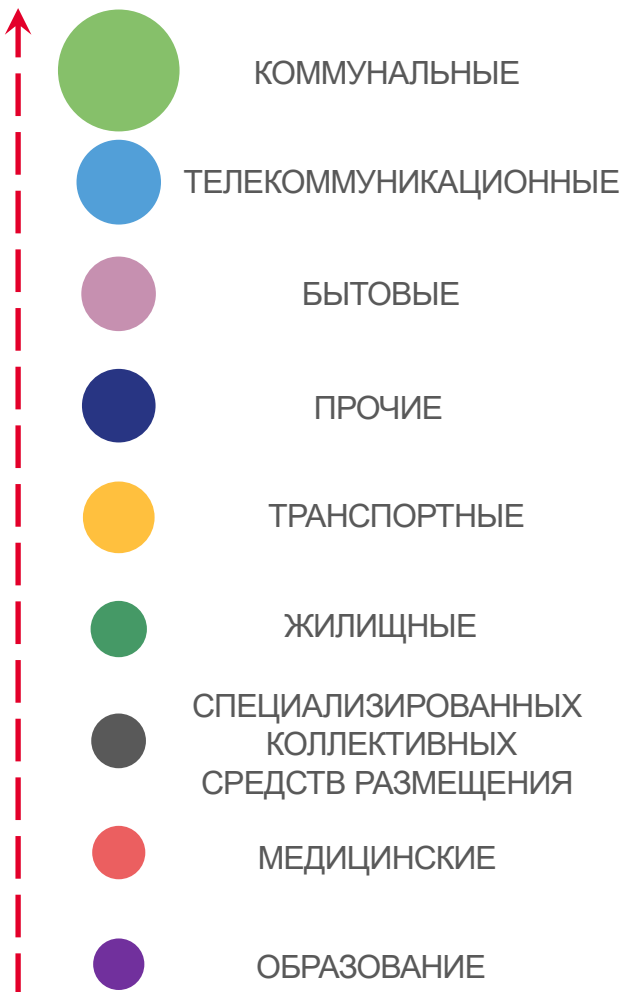 КОММУНАЛЬНЫЕ
ТЕЛЕКОММУНИКАЦИОННЫЕ
БЫТОВЫЕ
ПРОЧИЕ
ТРАНСПОРТНЫЕ
ЖИЛИЩНЫЕ
СПЕЦИАЛИЗИРОВАННЫХ
КОЛЛЕКТИВНЫХ
СРЕДСТВ РАЗМЕЩЕНИЯ
МЕДИЦИНСКИЕ
ОБРАЗОВАНИЕ